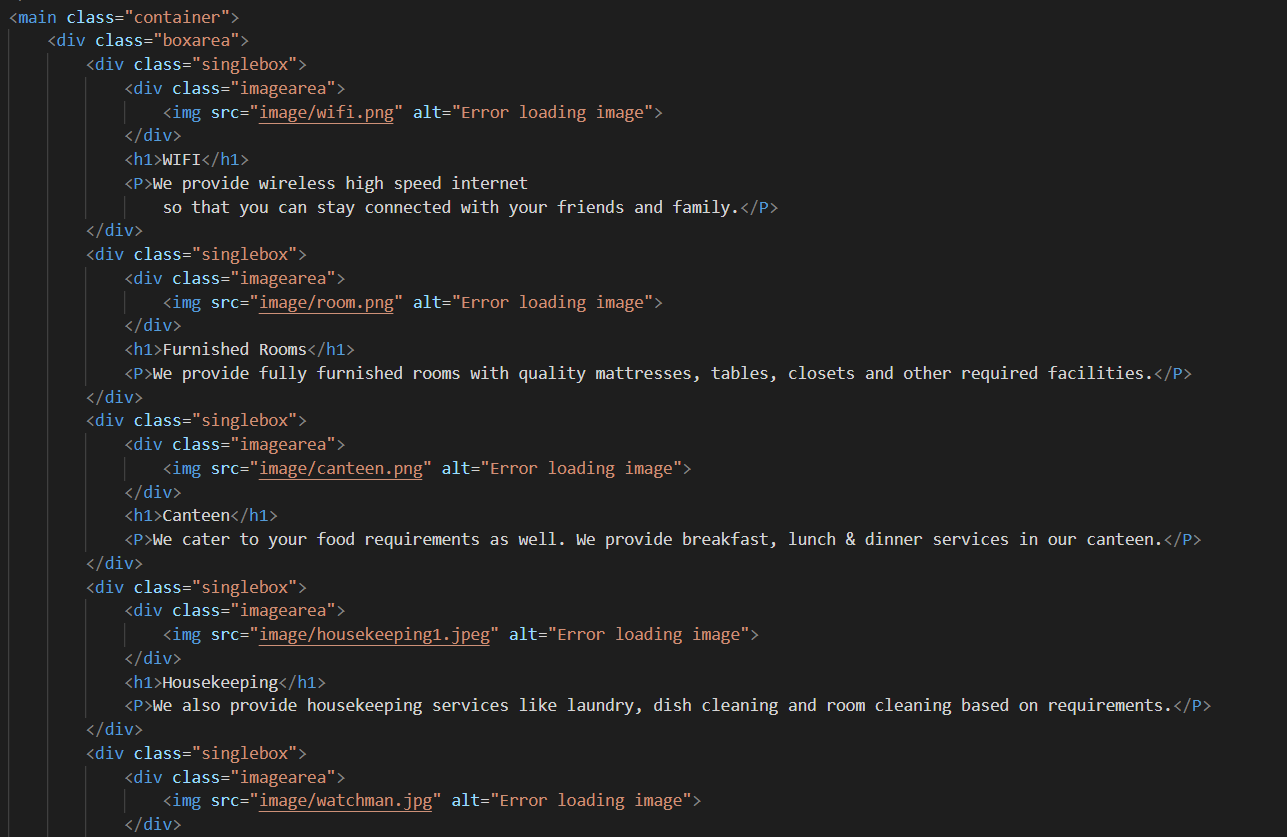 <main class="container">
<div class="boxarea">
<div class="singlebox">
<div class="imagearea">
<img src="image/wifi.png" alt="Error loading image">
</div>
<h1>WIFI</h1>
<P>We provide wireless high speed internet
so that you can stay connected with your friends and family.</P>
</div>
<div class="singlebox">
<div class="imagearea">
<img src="image/room.png" alt="Error loading image">
</div>
<h1>Furnished Rooms</h1>
<P>We provide fully furnished rooms with quality mattresses, tables, closets and other required facilities.</P>
</div>
<div class="singlebox">
<div class="imagearea">
<img src="image/canteen.png" alt="Error loading image">
</div>
<h1>Canteen</h1>
<P>We cater to your food requirements as well. We provide breakfast, lunch & dinner services in our canteen.</P>
</div>
<div class="singlebox">
<div class="imagearea">
<img src="image/housekeeping1.jpeg" alt="Error loading image">
</div>
<h1>Housekeeping</h1>
<P>We also provide housekeeping services like laundry, dish cleaning and room cleaning based on requirements.</P>
</div>
<div class="singlebox">
<div class="imagearea">
<img src="image/watchman.jpg" alt="Error loading image">
</div>